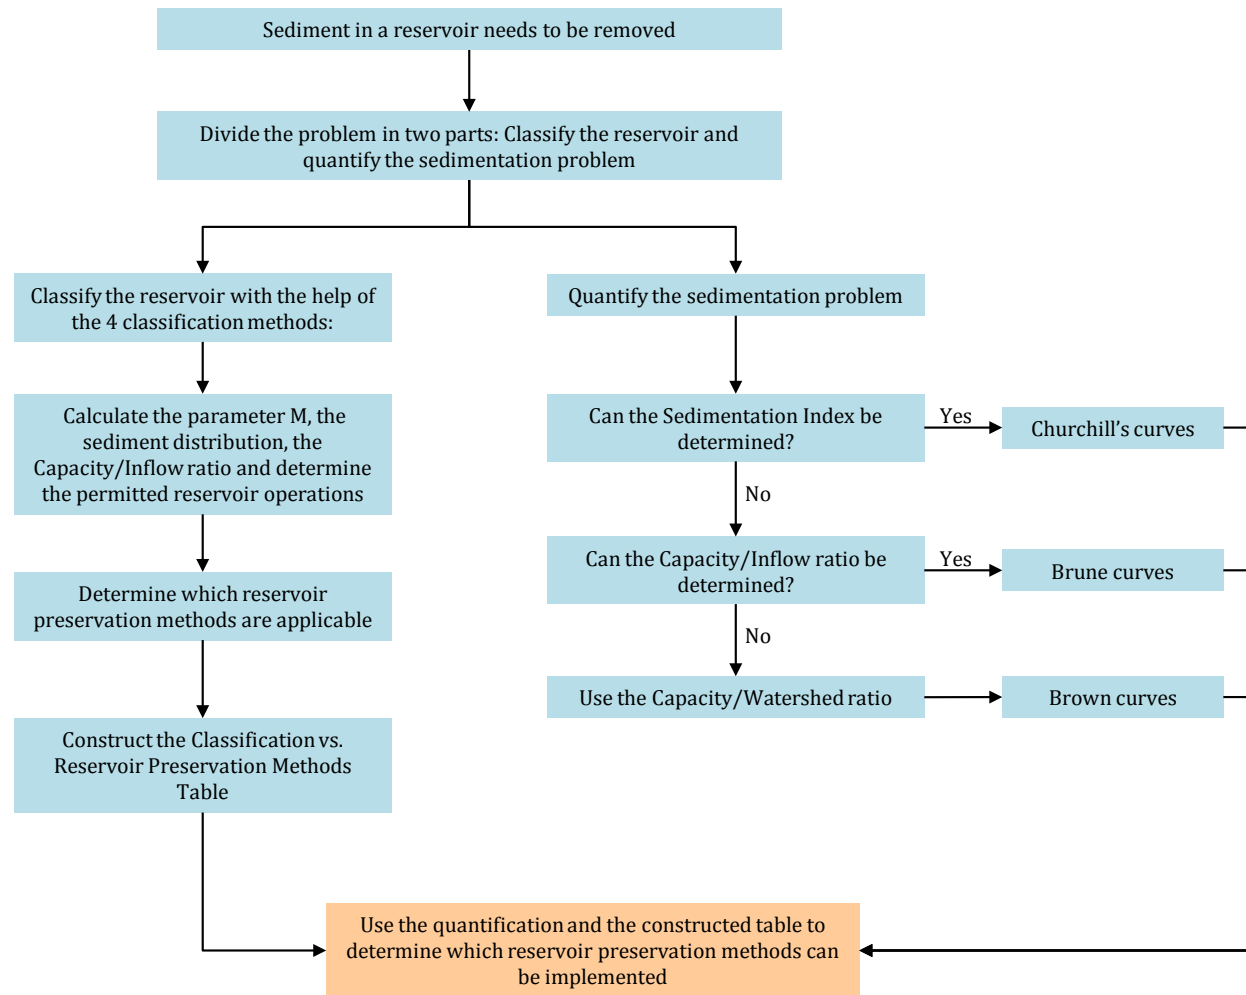 Sediment in a reservoir needs to be removed
Divide the problem in two parts: Classify the reservoir and
quantify the sedimentation problem
Classify the reservoir with the help of
the 4 classification methods:
Calculate the parameter M, the
sediment distribution, the
Capacity/Inflow ratio and determine
the permitted reservoir operations
Determine which reservoir
preservation methods are applicable
Construct the Classification vs.
Reservoir Preservation Methods
Table
Quantify the sedimentation problem
Can the Sedimentation Index be
determined?
Yes
Churchill's curves
No
Can the Capacity/Inflow ratio be
determined?
Yes
Brune curves
No
Use the Capacity/Watershed ratio
Brown curves
Use the quantification and the constructed table to
determine which reservoir preservation methods can
be implemented